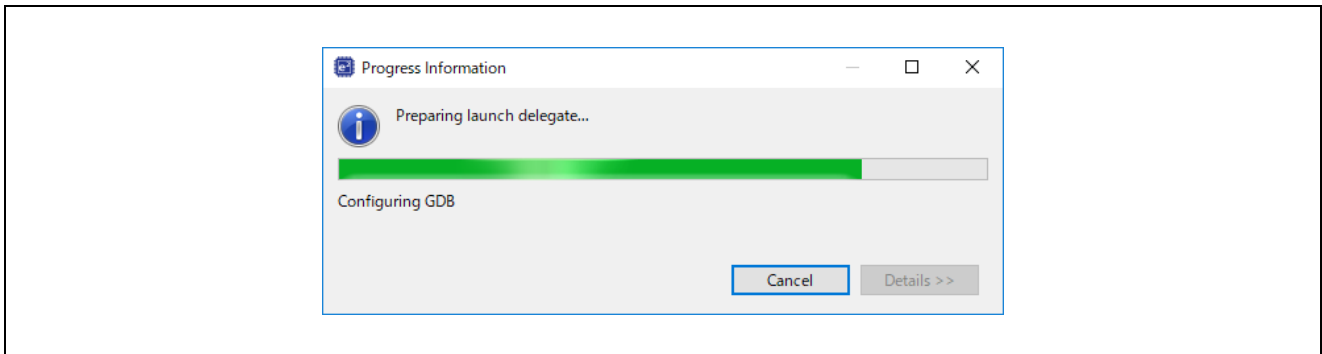 Progress Information
Preparing launch delegate...
Configuring GDB
Cancel
Details >>